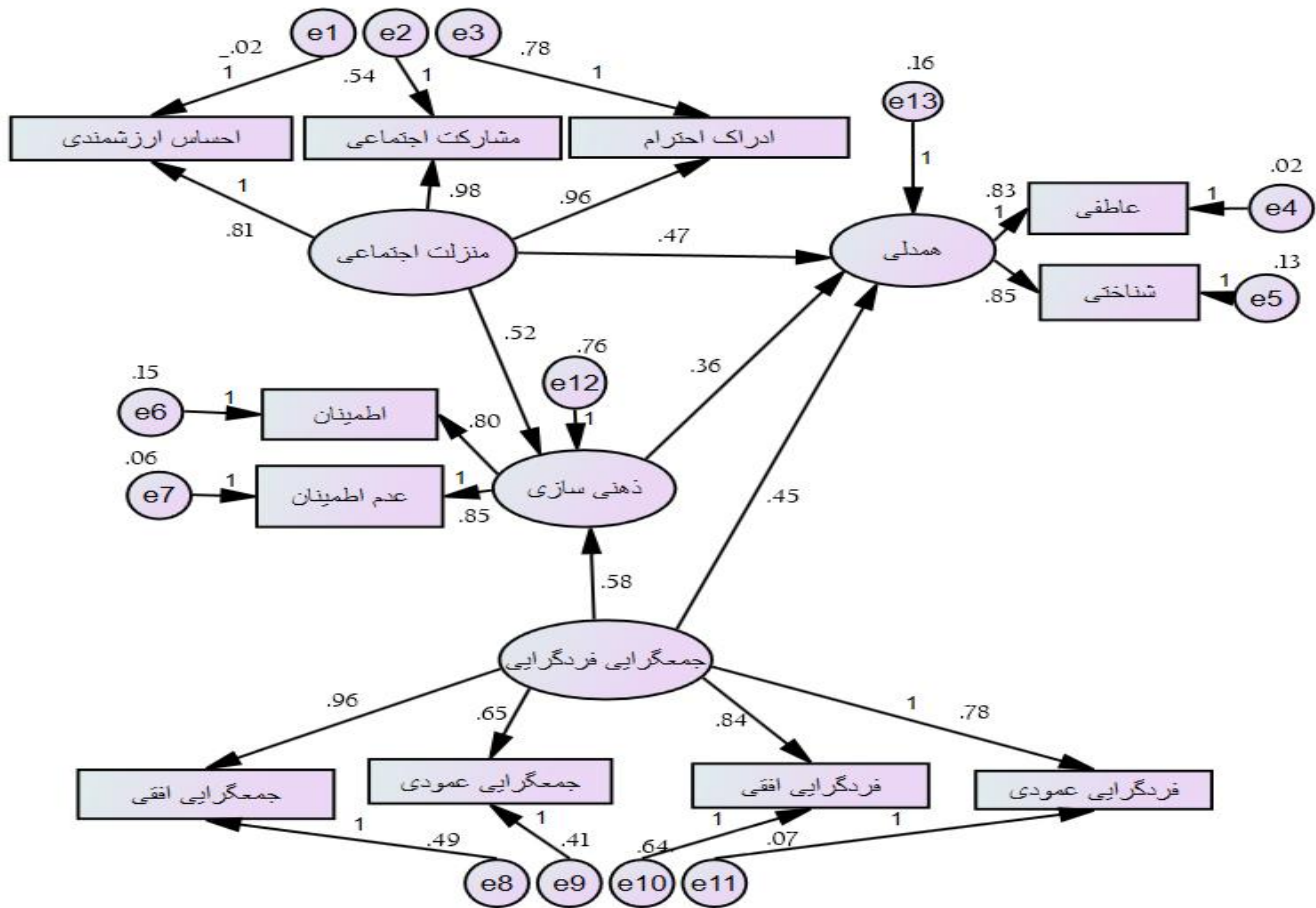 e1 e2 e3
-.02 .54 .78 .16
1 1 1
e13
احساس ارزشمندی
مشارکت اجتماعی
ادراک احترام
1
1 .98 .96
.81
.83 1 عاطفی 1 .02 e4
منزلت اجتماعی
.47
همدلی
.85 شناختی 1 .13 e5
.52
.76
e12
1
.36
.15
e6 1 اطمینان .80
.06
e7 1 عدم اطمینان 1 .85
ذهنی سازی
.45
.58
جمعگرایی فردگرایی
.96 .65 .84 1 .78
جمعگرایی افقی
جمعگرایی عمودی
فردگرایی افقی
فردگرایی عمودی
1 .49 1 .41 .64. 1 .07 1
e8 e9 e10 e11